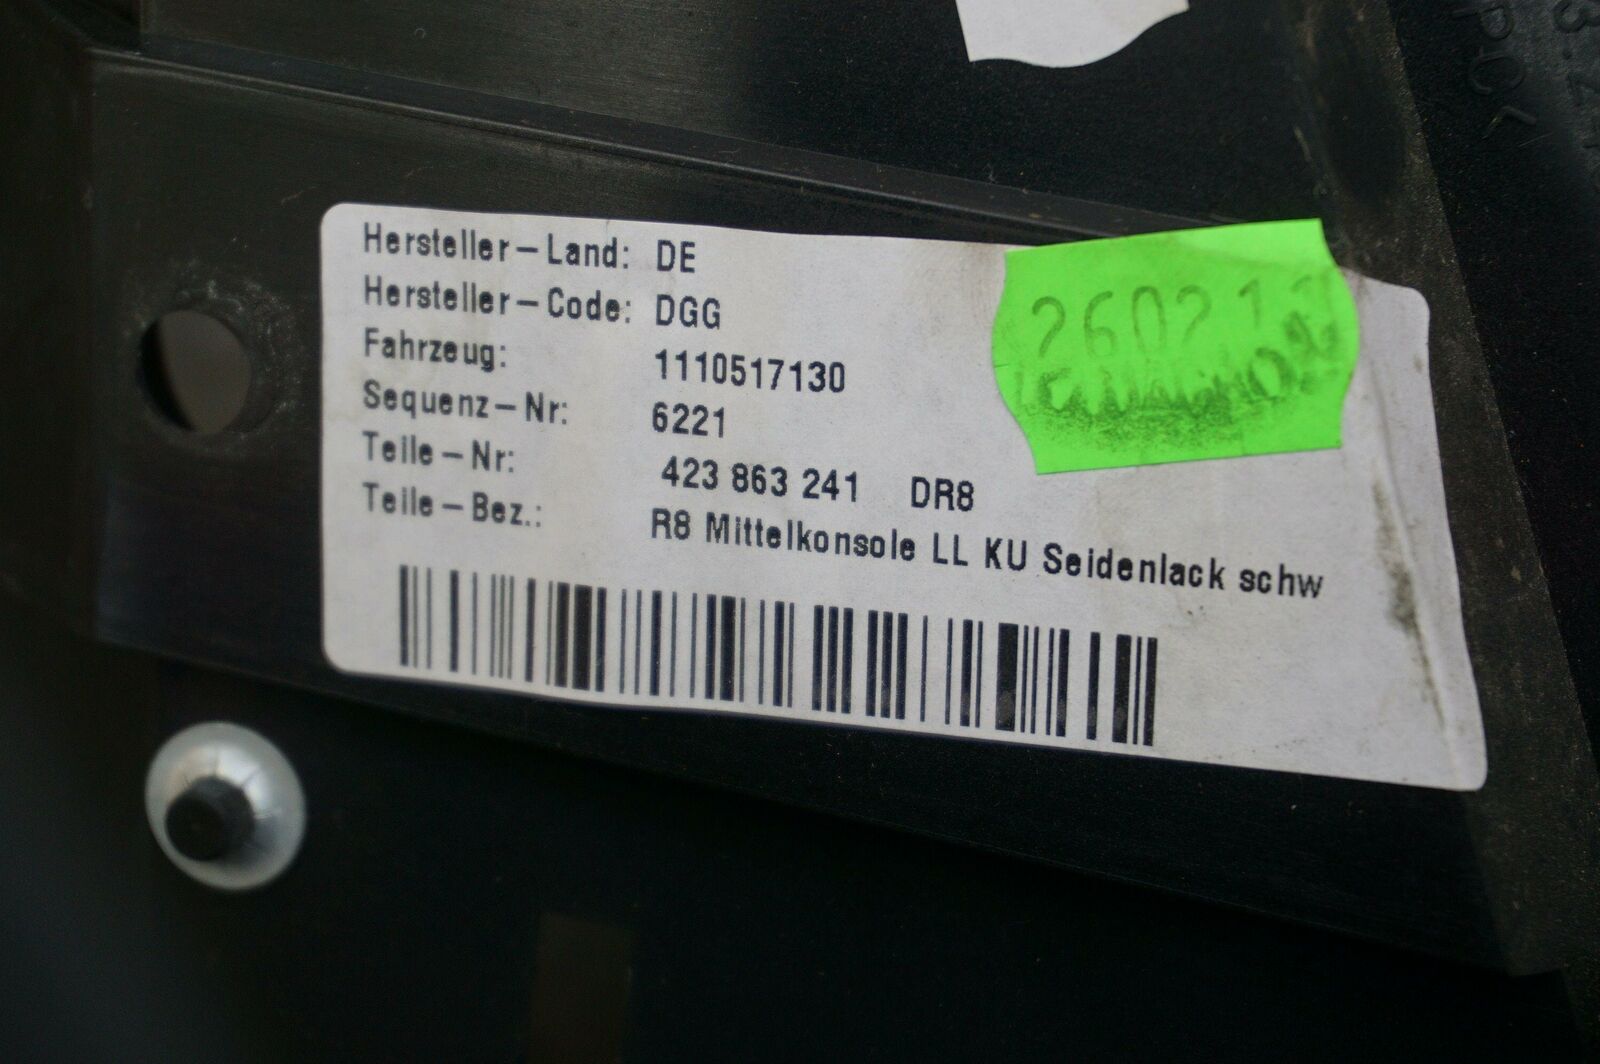 Hersteller-Land: DE
Hersteller-Code: DGG
Fahrzeug: 1110517130
Sequenz-Nr: 6221
Teile-Nr: 423 863 241 DR8
Teile-Bez.: R8 Mittelkonsole LL KU Seidenlack schw